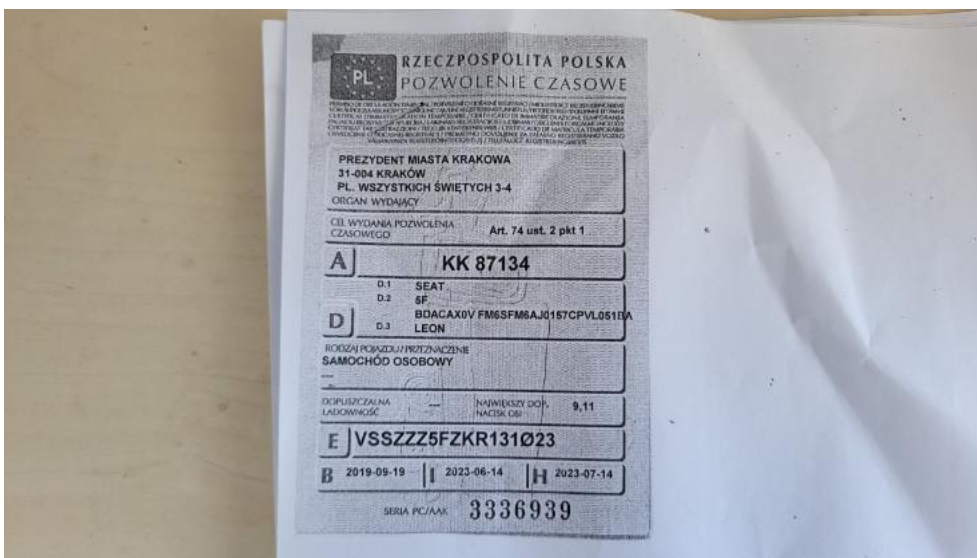 PL
RZECZPOSPOLITA POLSKA
POZWOLENIE CZASOWE
PREZYDENT MIASTA KRAKOWA
31-004 KRAKÓW
PL. WSZYSTKICH ŚWIĘTYCH 3-4
ORGAN WYDAJĄCY
CEL WYDANIA POZWOLENIA
CZASOWEGO Art. 74 ust. 2 pkt 1
A KK 87134
D.1 SEAT
D.2 5F
BDACAX0V FM6SFM6AJ0157CPVL051BA
D D.3 LEON
RODZAJ POJAZDU / PRZEZNACZENIE
SAMOCHÓD OSOBOWY
---
DOPUSZCZALNA
ŁADOWNOŚĆ --- NAJWIĘKSZY DOP.
NACISK OSI 9,11
E VSSZZZ5FZKR131Ø23
B 2019-09-19 I 2023-06-14 H 2023-07-14
SERIA PC/AAK 3336939